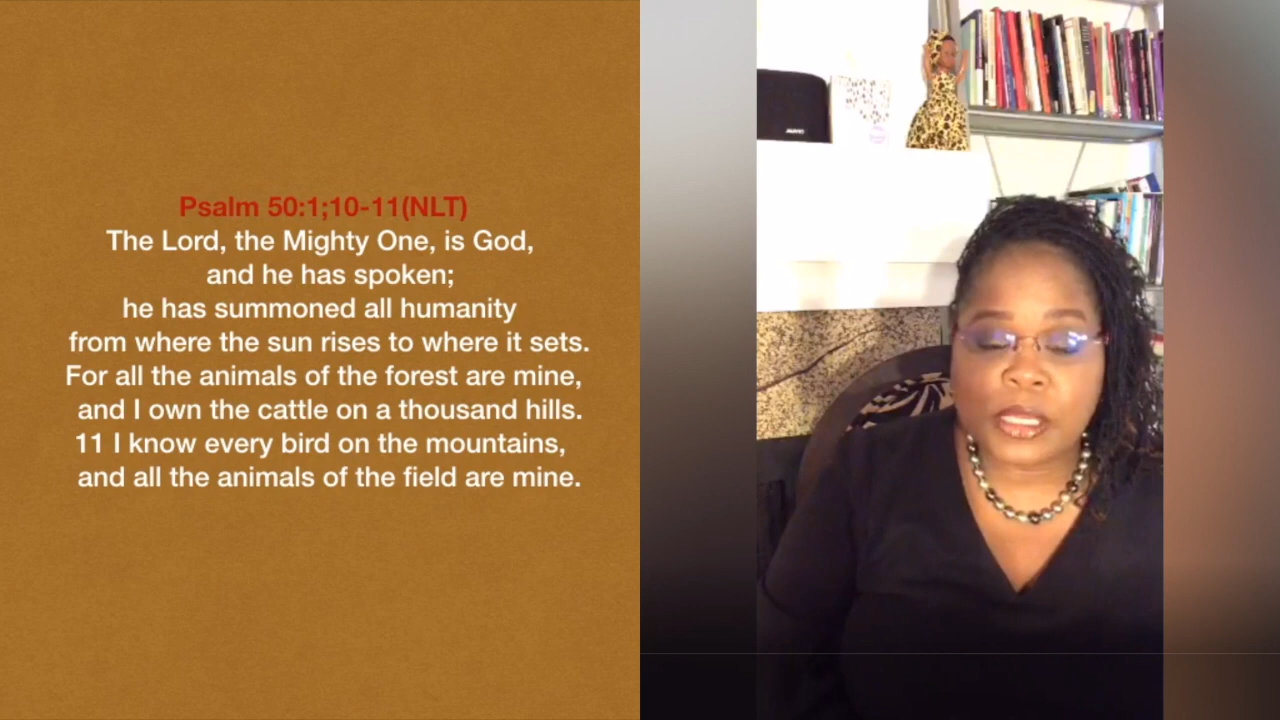 Psalm 50:1;10-11(NLT)
The Lord, the Mighty One, is God,
and he has spoken;
he has summoned all humanity
from where the sun rises to where it sets.
For all the animals of the forest are mine,
and I own the cattle on a thousand hills.
11 I know every bird on the mountains,
and all the animals of the field are mine.